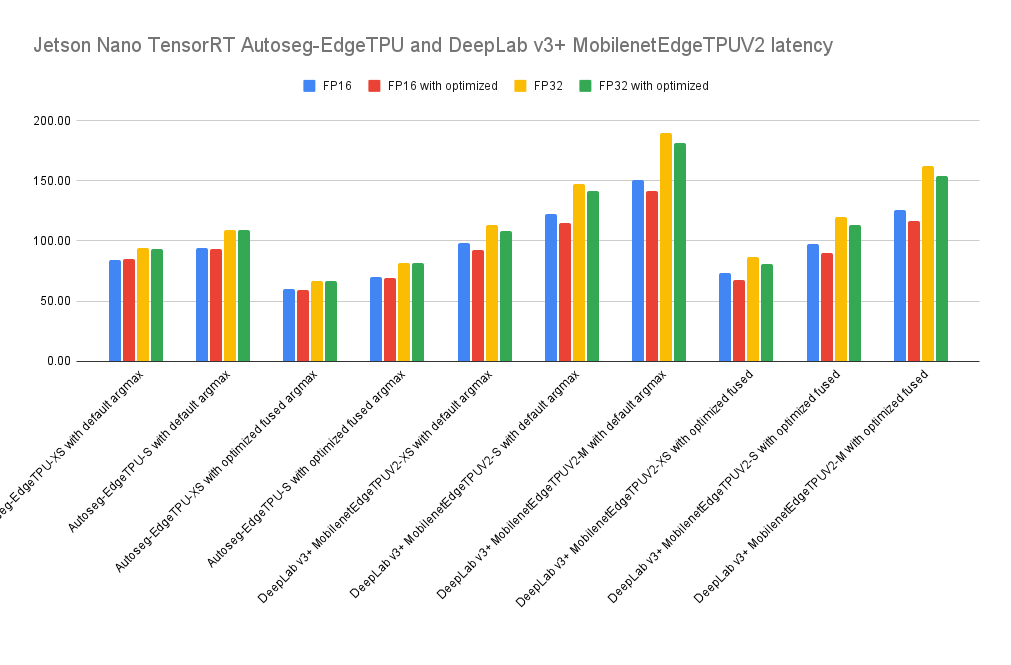 Jetson Nano TensorRT Autoseg-EdgeTPU and DeepLab v3+ MobilenetEdgeTPUV2 latency
FP16
FP16 with optimized
FP32
FP32 with optimized
200.00
150.00
100.00
50.00
0.00
seg-EdgeTPU-XS with default argmax
Autoseg-EdgeTPU-S with default argmax
Autoseg-EdgeTPU-XS with optimized fused argmax
Autoseg-EdgeTPU-S with optimized fused argmax
DeepLab v3+ MobilenetEdgeTPUV2-XS with default argmax
DeepLab v3+ MobilenetEdgeTPUV2-S with default argmax
DeepLab v3+ MobilenetEdgeTPUV2-M with default argmax
DeepLab v3+ MobilenetEdgeTPUV2-XS with optimized fused
DeepLab v3+ MobilenetEdgeTPUV2-S with optimized fused
DeepLab v3+ MobilenetEdgeTPUV2-M with optimized fused